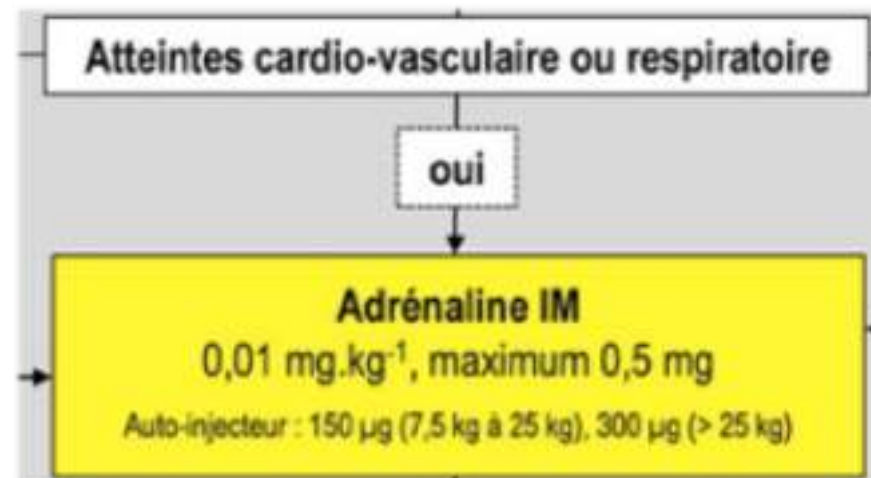 Atteintes cardio-vasculaire ou respiratoire
oui
Adrénaline IM
0,01 mg.kg⁻¹, maximum 0,5 mg
Auto-injecteur : 150 µg (7,5 kg à 25 kg), 300 µg (> 25 kg)